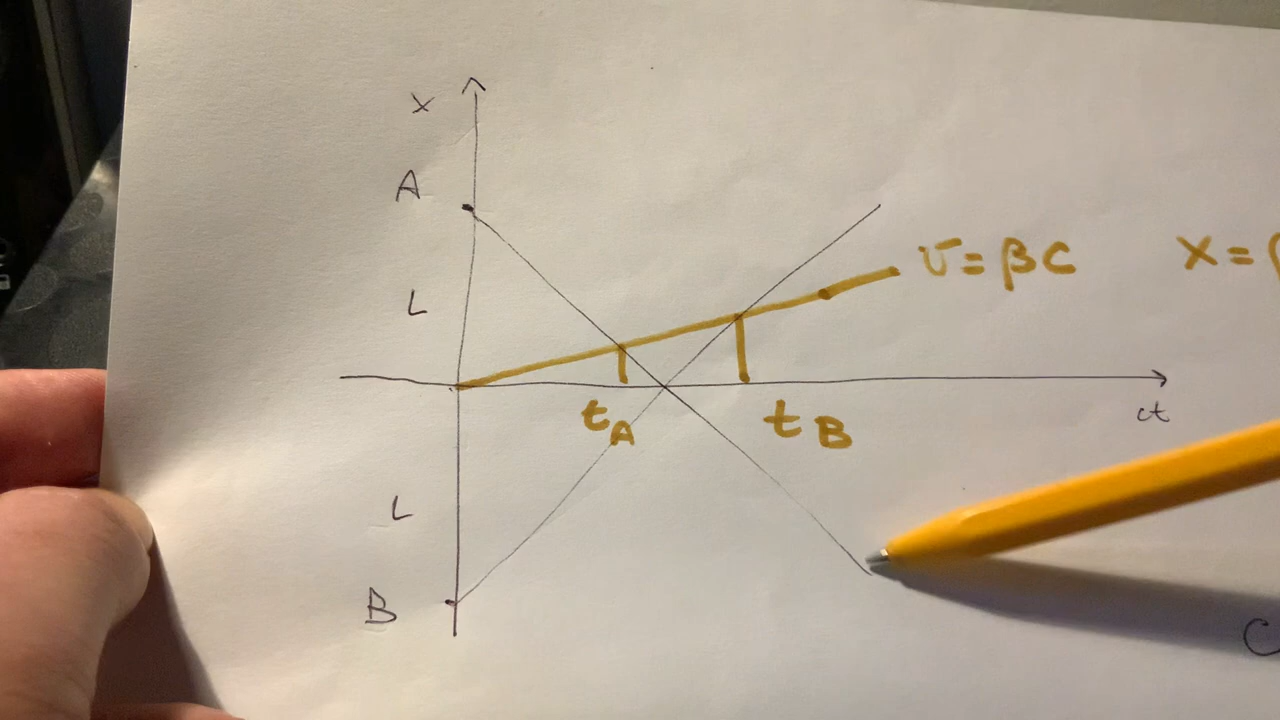 x
A
L
v = βc
x =
ct
t_A
t_B
L
B
C